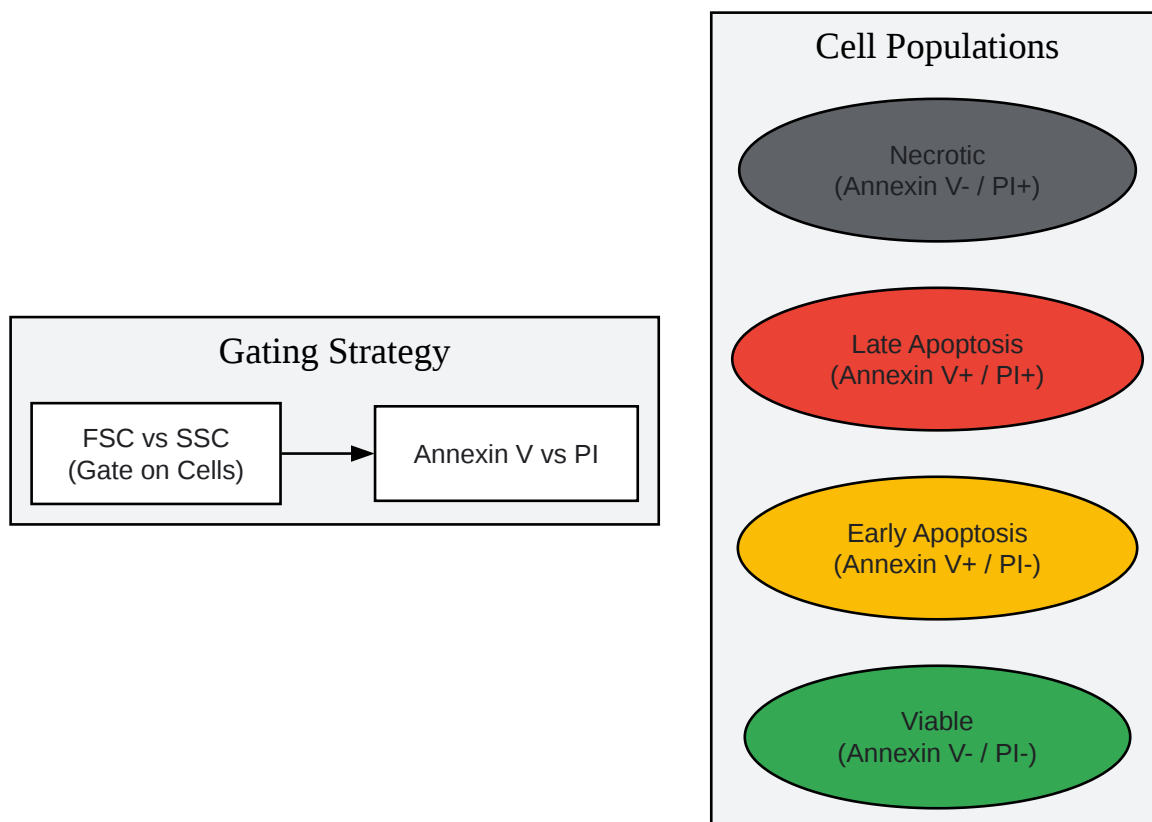 Gating Strategy
FSC vs SSC
(Gate on Cells)
Annexin V vs PI
Cell Populations
Necrotic
(Annexin V- / PI+)
Late Apoptosis
(Annexin V+ / PI+)
Early Apoptosis
(Annexin V+ / PI-)
Viable
(Annexin V- / PI-)